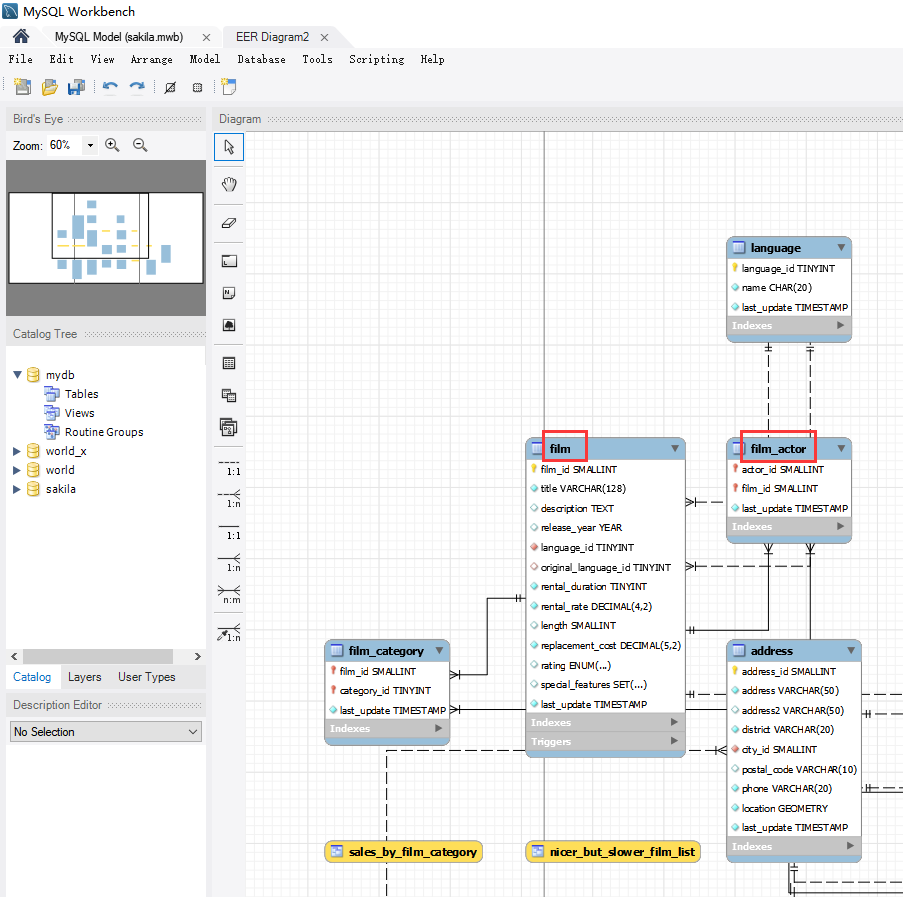 MySQL Workbench
MySQL Model (sakila.mwb)
EER Diagram2
File Edit View Arrange Model Database Tools Scripting Help
Bird's Eye
Zoom: 60%
Catalog Tree
mydb
Tables
Views
Routine Groups
world_x
world
sakila
Catalog Layers User Types
Description Editor
No Selection
Diagram
1:1
1:n
1:1
1:n
n:m
1:n
language
language_id TINYINT
name CHAR(20)
last_update TIMESTAMP
Indexes
film
film_id SMALLINT
title VARCHAR(128)
description TEXT
release_year YEAR
language_id TINYINT
original_language_id TINYINT
rental_duration TINYINT
rental_rate DECIMAL(4,2)
length SMALLINT
replacement_cost DECIMAL(5,2)
rating ENUM(...)
special_features SET(...)
last_update TIMESTAMP
Indexes
Triggers
film_actor
actor_id SMALLINT
film_id SMALLINT
last_update TIMESTAMP
Indexes
film_category
film_id SMALLINT
category_id TINYINT
last_update TIMESTAMP
Indexes
address
address_id SMALLINT
address VARCHAR(50)
address2 VARCHAR(50)
district VARCHAR(20)
city_id SMALLINT
postal_code VARCHAR(10)
phone VARCHAR(20)
location GEOMETRY
last_update TIMESTAMP
Indexes
sales_by_film_category
nicer_but_slower_film_list